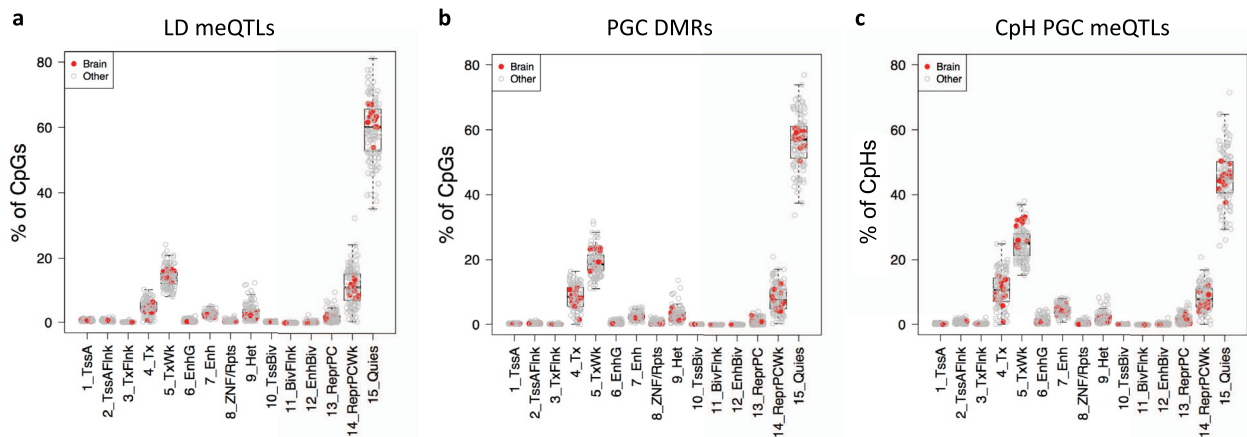 a
LD meQTLs
b
PGC DMRs
c
CpH PGC meQTLs
Brain
Other
80
60
40
20
0
% of CpGs
1_TssA
2_TssAFlnk
3_TxFlnk
4_Tx
5_TxWk
6_EnhG
7_Enh
8_ZNF/Rpts
9_Het
10_TssBiv
11_BivFlnk
12_EnhBiv
13_ReprPC
14_ReprPCWk
15_Quies
Brain
Other
80
60
40
20
0
% of CpGs
1_TssA
2_TssAFlnk
3_TxFlnk
4_Tx
5_TxWk
6_EnhG
7_Enh
8_ZNF/Rpts
9_Het
10_TssBiv
11_BivFlnk
12_EnhBiv
13_ReprPC
14_ReprPCWk
15_Quies
Brain
Other
80
60
40
20
0
% of CpHs
1_TssA
2_TssAFlnk
3_TxFlnk
4_Tx
5_TxWk
6_EnhG
7_Enh
8_ZNF/Rpts
9_Het
10_TssBiv
11_BivFlnk
12_EnhBiv
13_ReprPC
14_ReprPCWk
15_Quies